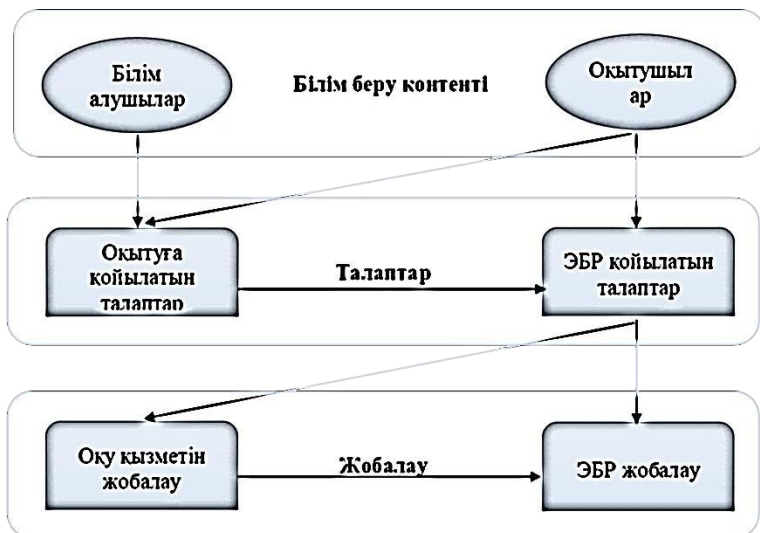 Білім
алушылар
Білім беру контенті
Оқытушыл
ар
Оқытуға
қойылатын
талаптар
Талаптар
ЭБР қойылатын
талаптар
Оқу қызметін
жобалау
Жобалау
ЭБР жобалау